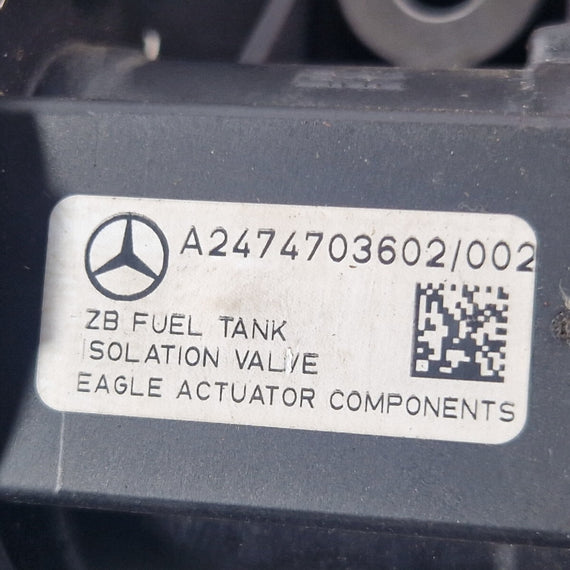 A2474703602/002
ZB FUEL TANK
ISOLATION VALVE
EAGLE ACTUATOR COMPONENTS